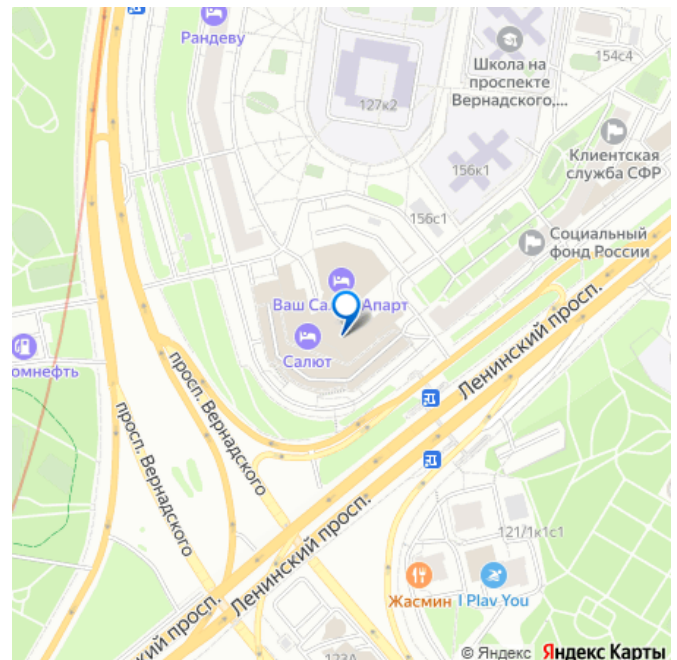 Рандеву
127к2
Школа на
проспекте
Вернадского,...
154с4
Клиентская
служба СФР
156к1
156с1
Социальный
фонд России
Ваш Са Апарт
Салют
омнефть
Ленинский просп.
просп. Вернадского
просп. Вернадского
Ленинский просп.
кий просп.
121/1к1с1
Жасмин
I Play You
123А
© Яндекс Яндекс Карты